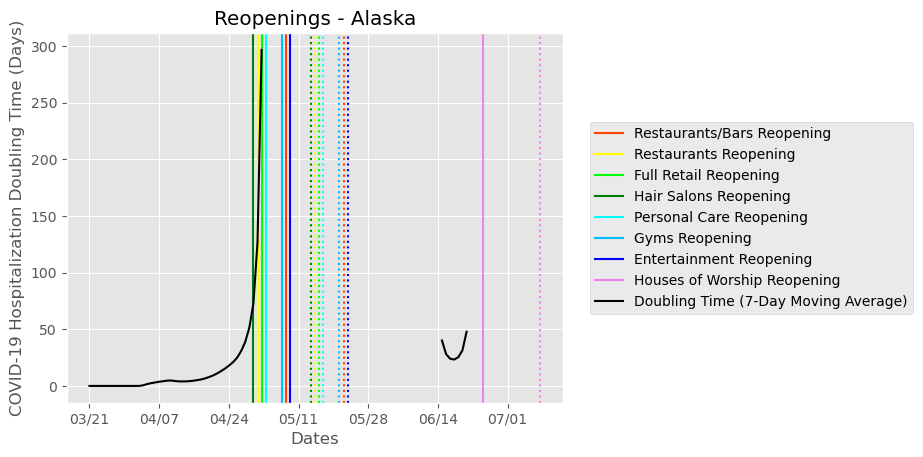 Reopenings - Alaska
COVID-19 Hospitalization Doubling Time (Days)
300
250
200
150
100
50
0
03/21 04/07 04/24 05/11 05/28 06/14 07/01
Dates
Restaurants/Bars Reopening
Restaurants Reopening
Full Retail Reopening
Hair Salons Reopening
Personal Care Reopening
Gyms Reopening
Entertainment Reopening
Houses of Worship Reopening
Doubling Time (7-Day Moving Average)